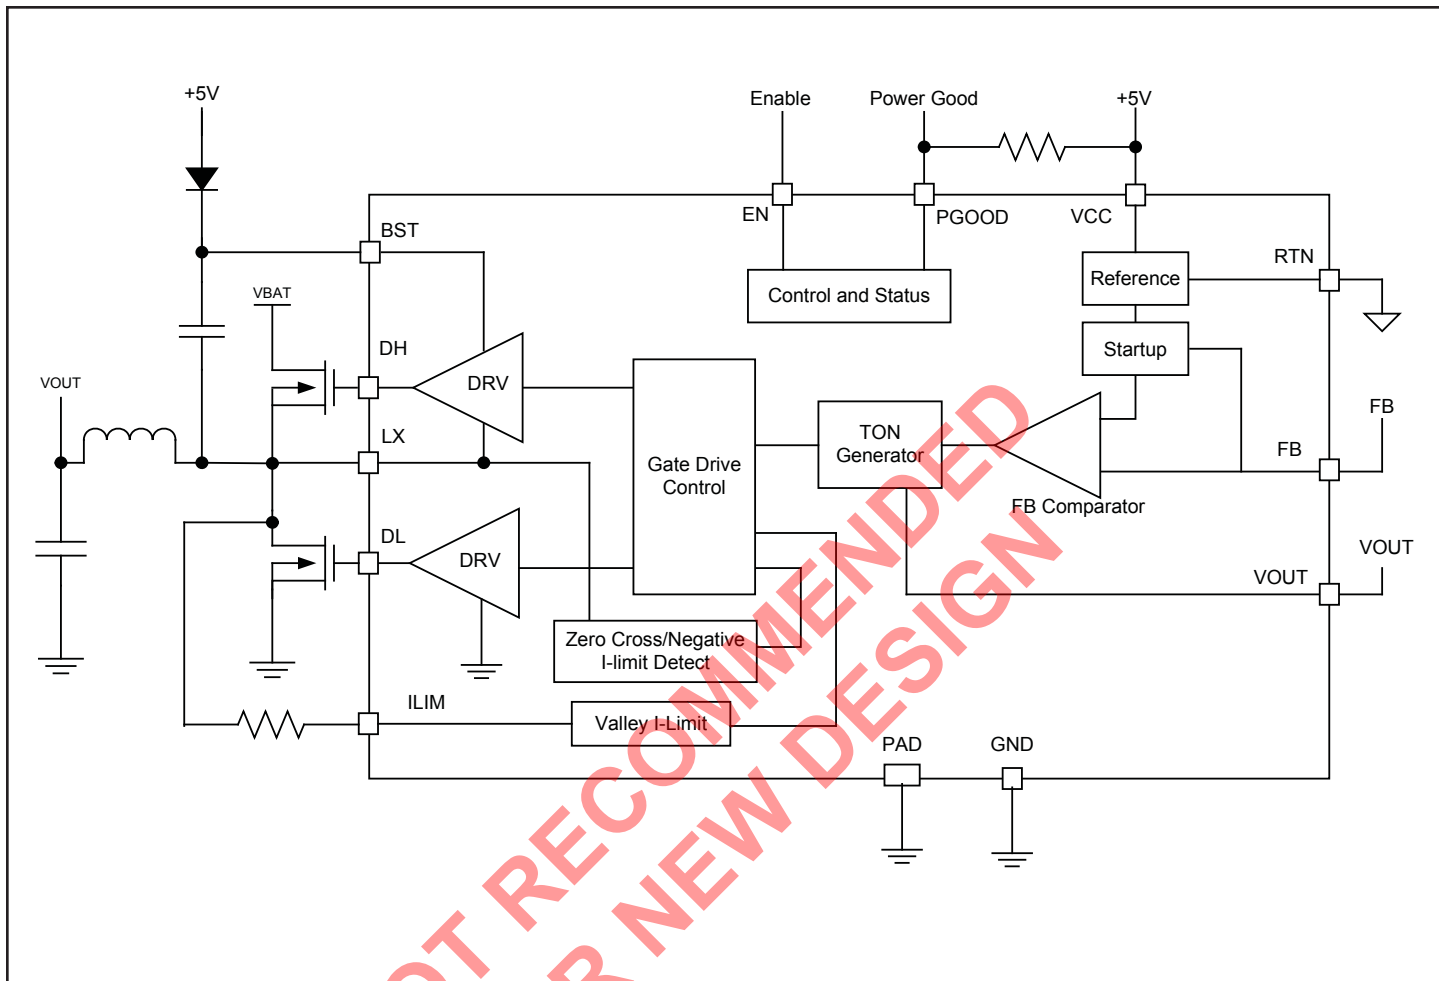 +5V
Enable
Power Good
+5V
EN
PGOOD
VCC
BST
RTN
Reference
Control and Status
VBAT
DH
Startup
VOUT
DRV
FB
TON
Generator
LX
FB
Gate Drive
Control
FB Comparator
DL
DRV
VOUT
VOUT
Zero Cross/Negative
I-limit Detect
ILIM
Valley I-Limit
PAD
GND
RECOMMENDED
NEW DESIGN